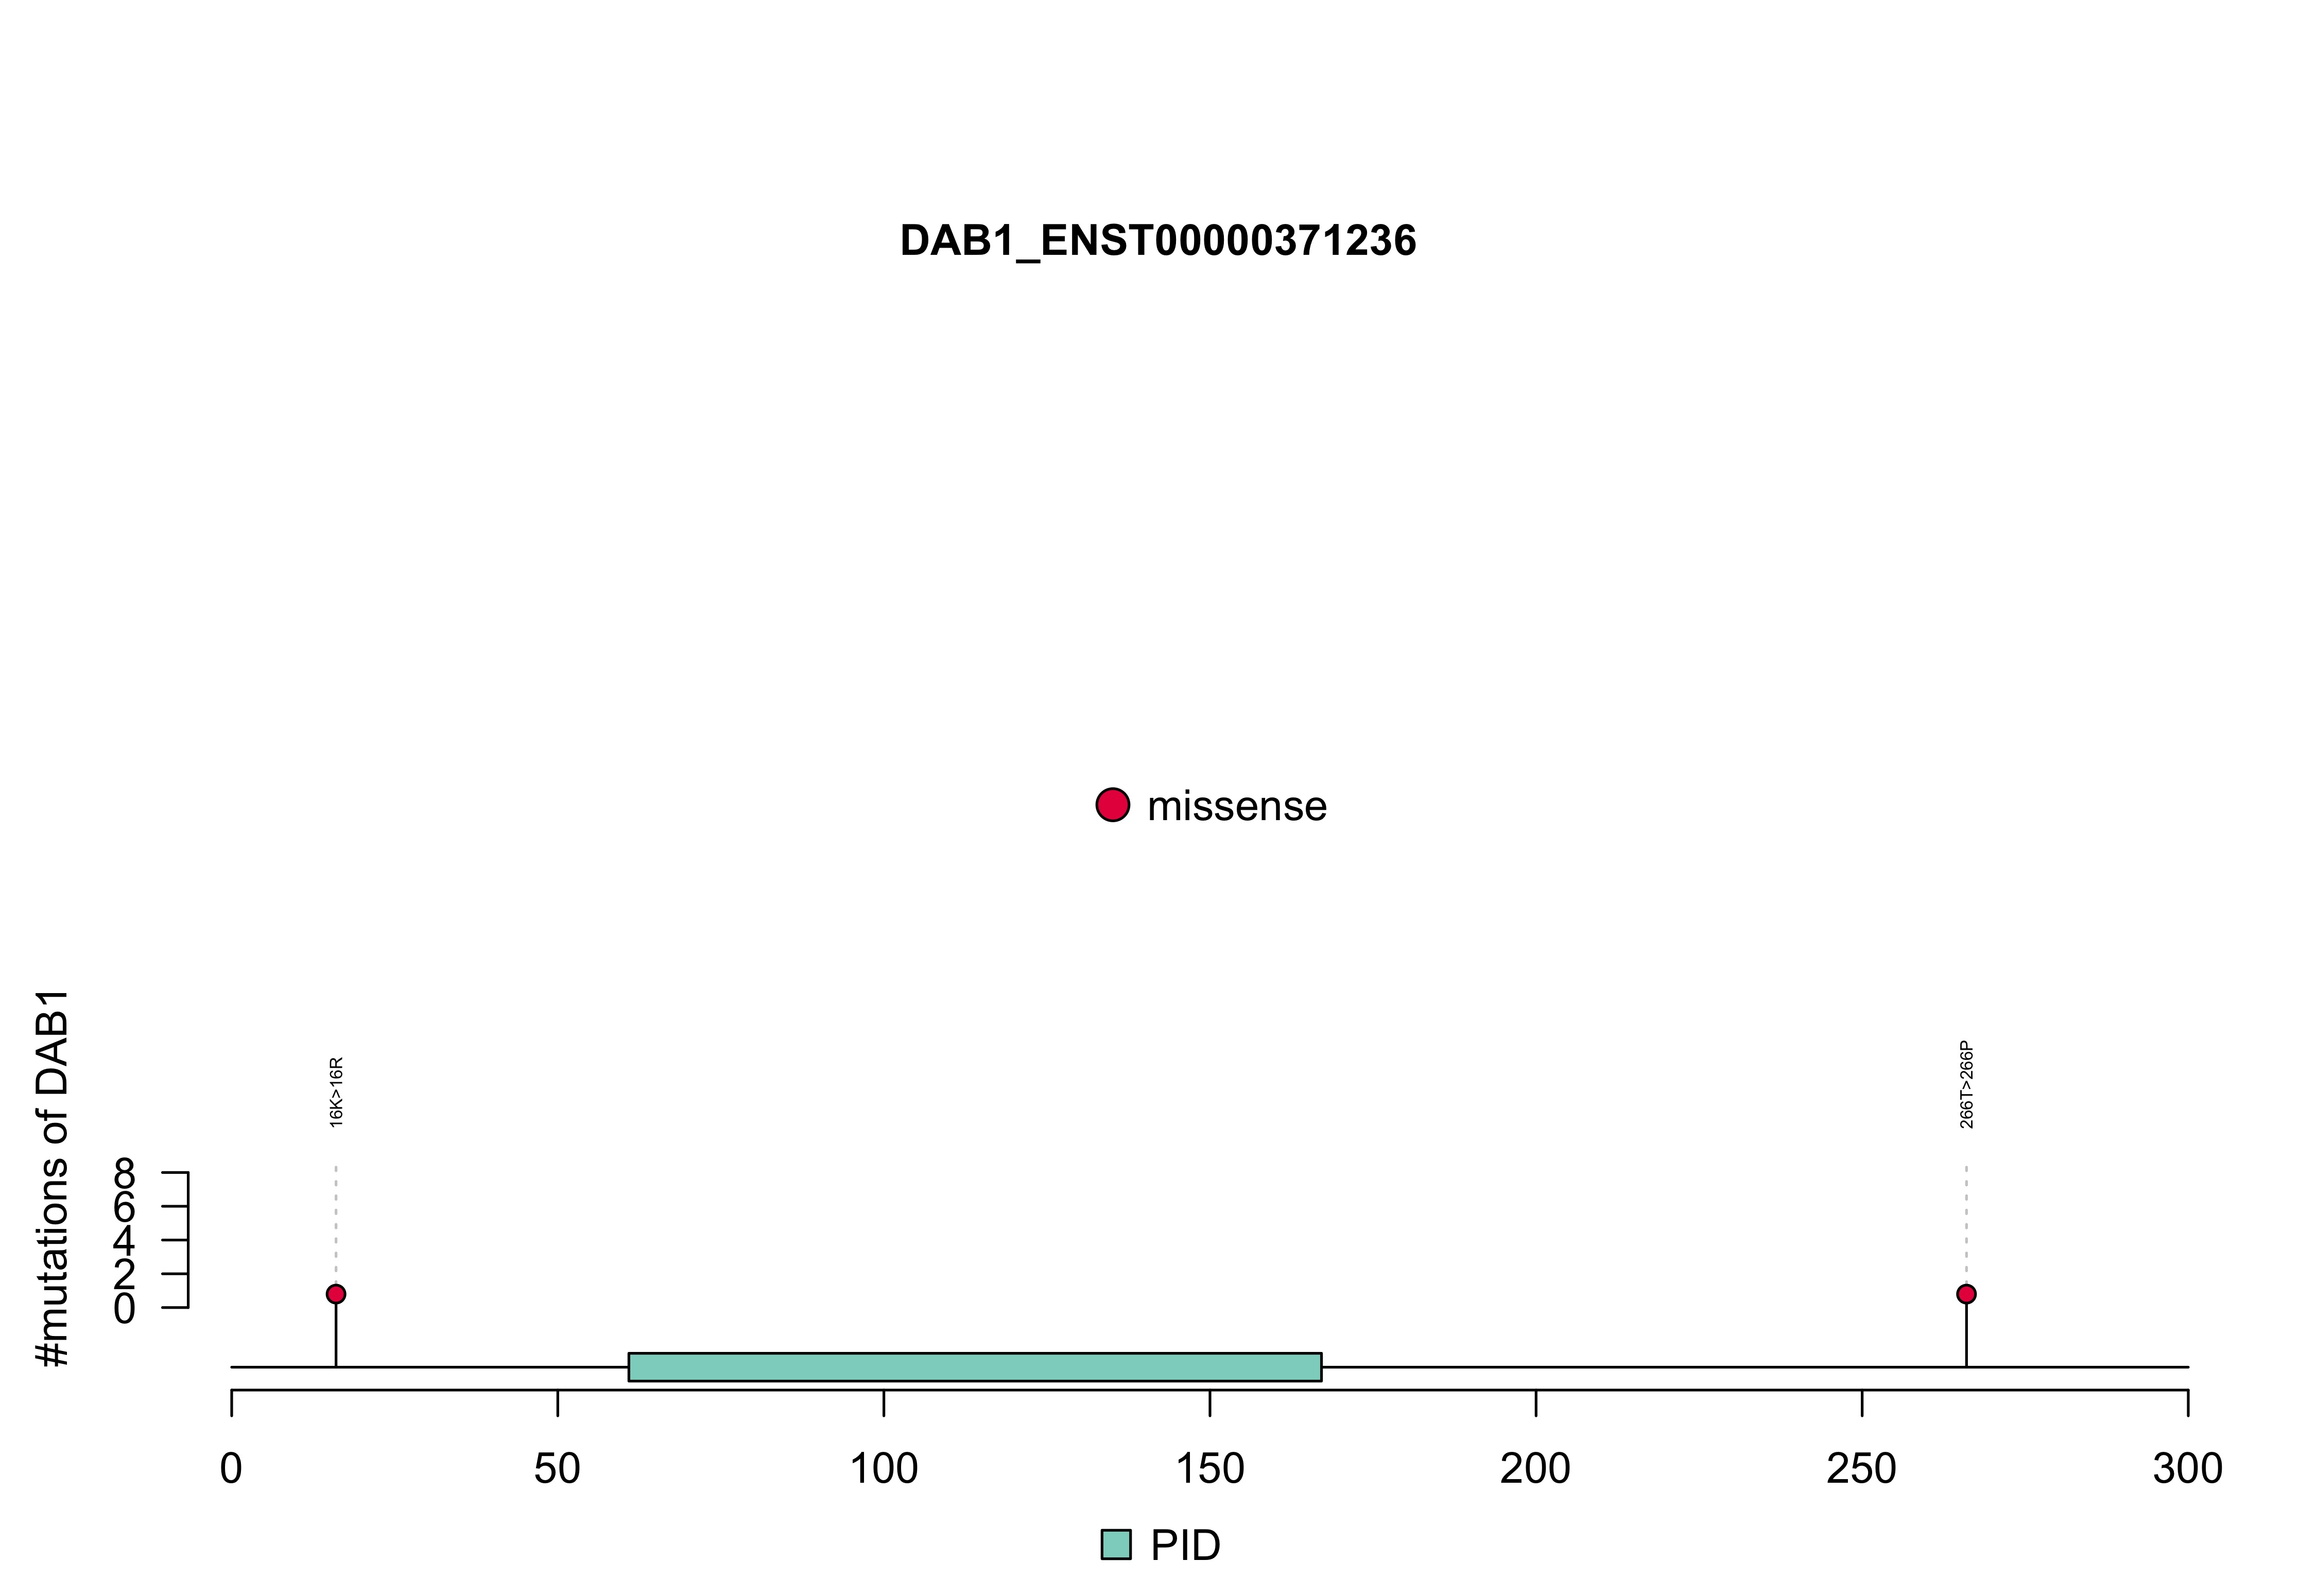 DAB1_ENST00000371236
missense
#mutations of DAB1
16K>16R
266T>266P
8
6
4
2
0
0 50 100 150 200 250 300
PID